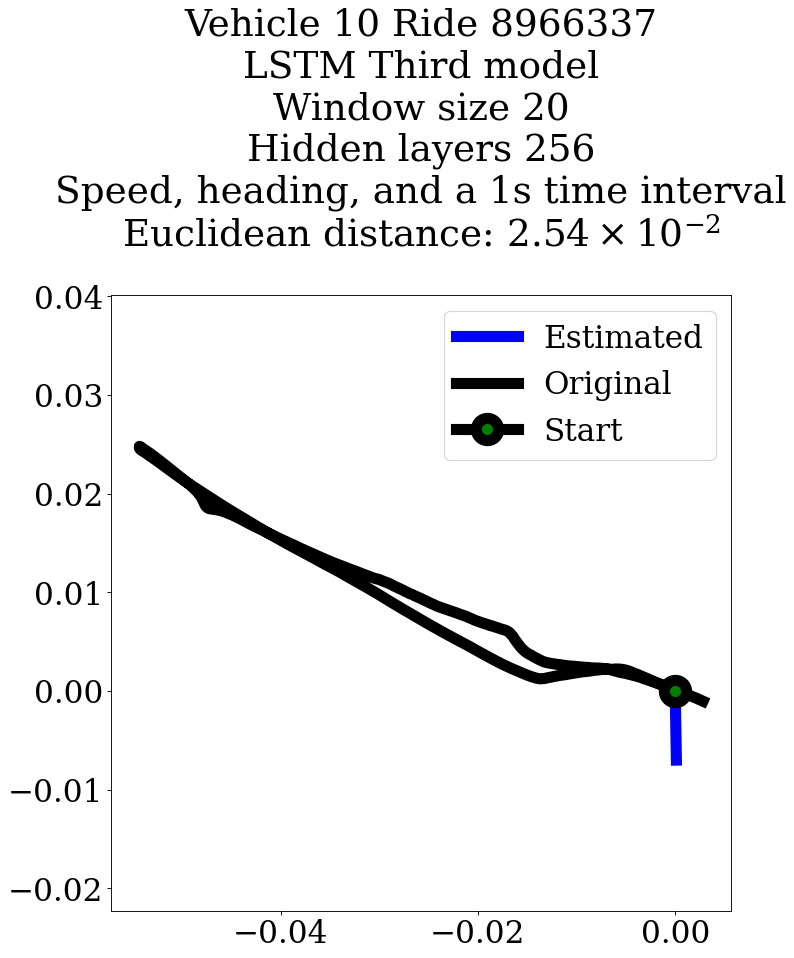 Vehicle 10 Ride 8966337
LSTM Third model
Window size 20
Hidden layers 256
Speed, heading, and a 1s time interval
Euclidean distance: 2.54 × 10⁻²
0.04
Estimated
0.03
Original
Start
0.02
0.01
0.00
−0.01
−0.02
−0.04 −0.02 0.00